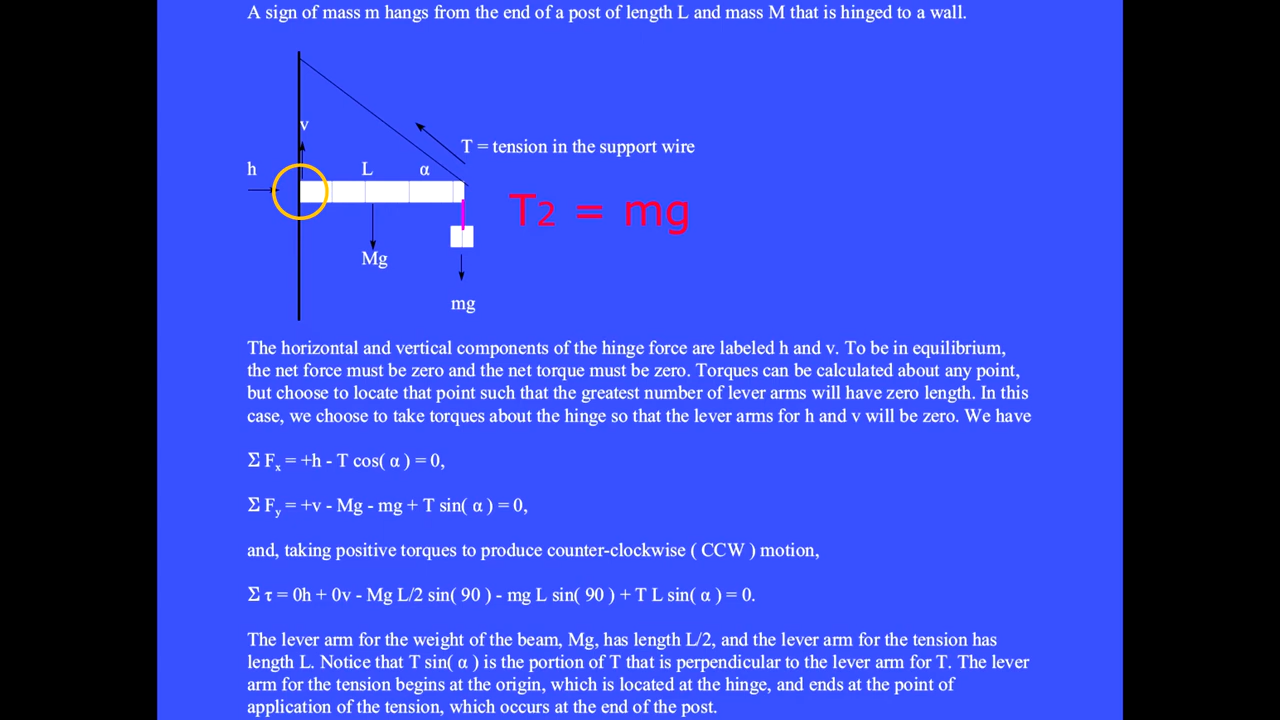 A sign of mass m hangs from the end of a post of length L and mass M that is hinged to a wall.
v
T = tension in the support wire
h
L
α
T2 = mg
Mg
mg
The horizontal and vertical components of the hinge force are labeled h and v. To be in equilibrium,
the net force must be zero and the net torque must be zero. Torques can be calculated about any point,
but choose to locate that point such that the greatest number of lever arms will have zero length. In this
case, we choose to take torques about the hinge so that the lever arms for h and v will be zero. We have
Σ Fx = +h - T cos( α ) = 0,
Σ Fy = +v - Mg - mg + T sin( α ) = 0,
and, taking positive torques to produce counter-clockwise ( CCW ) motion,
Σ τ = 0h + 0v - Mg L/2 sin( 90 ) - mg L sin( 90 ) + T L sin( α ) = 0.
The lever arm for the weight of the beam, Mg, has length L/2, and the lever arm for the tension has
length L. Notice that T sin( α ) is the portion of T that is perpendicular to the lever arm for T. The lever
arm for the tension begins at the origin, which is located at the hinge, and ends at the point of
application of the tension, which occurs at the end of the post.